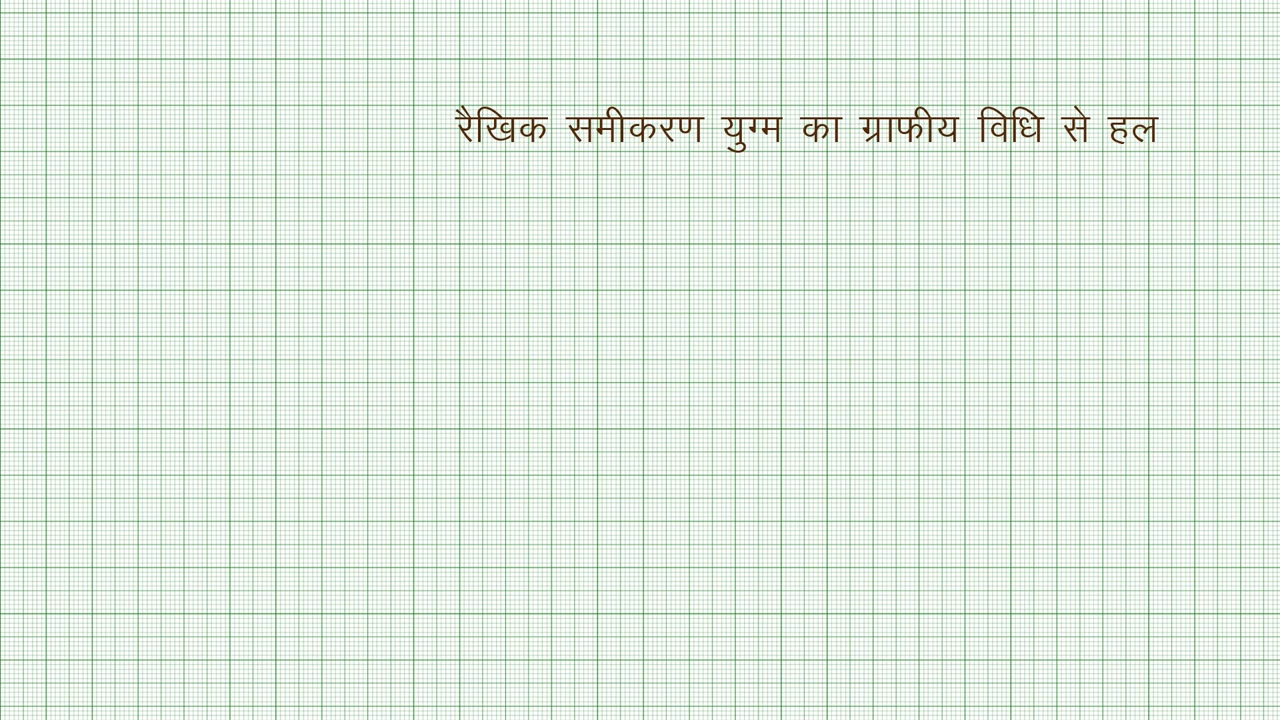 रैखिक समीकरण युग्म का ग्राफीय विधि से हल